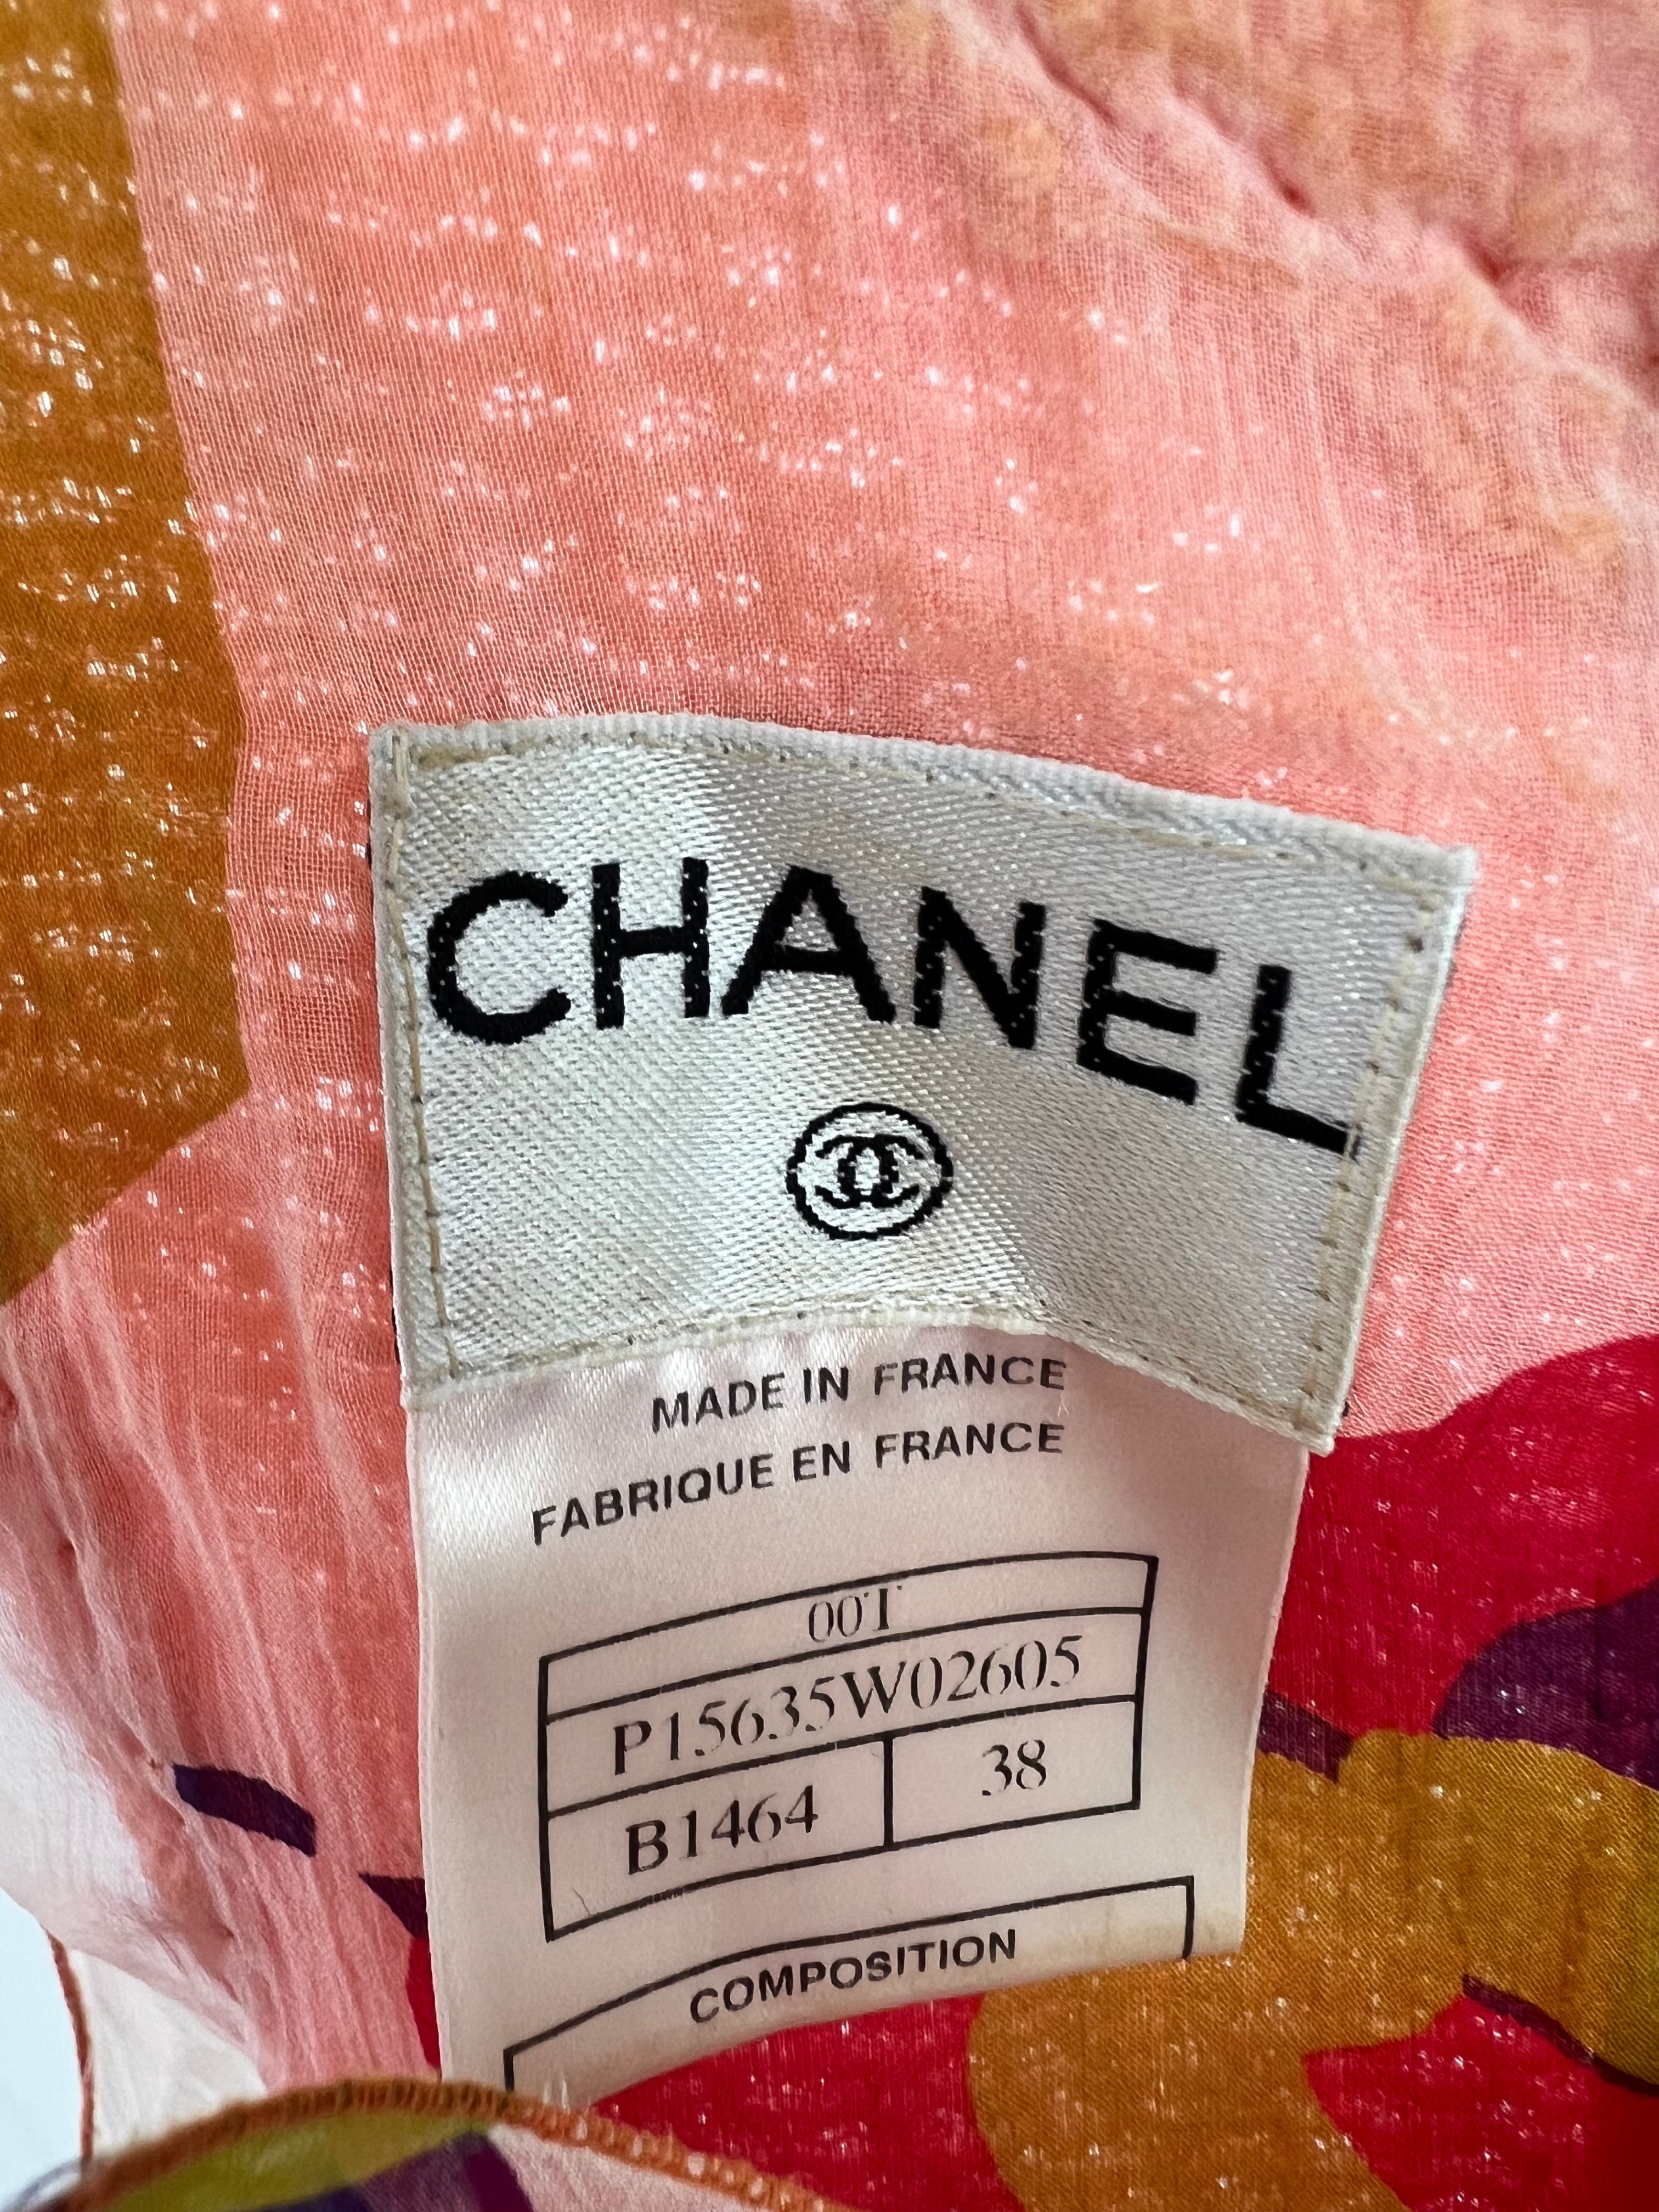 CHANEL
MADE IN FRANCE
FABRIQUE EN FRANCE
00T
P15635W02605
B1464 38
COMPOSITION